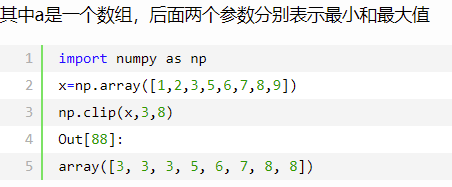 其中a是一个数组，后面两个参数分别表示最小和最大值
1 import numpy as np
2 x=np.array([1,2,3,5,6,7,8,9])
3 np.clip(x,3,8)
4 Out[88]:
5 array([3, 3, 3, 5, 6, 7, 8, 8])